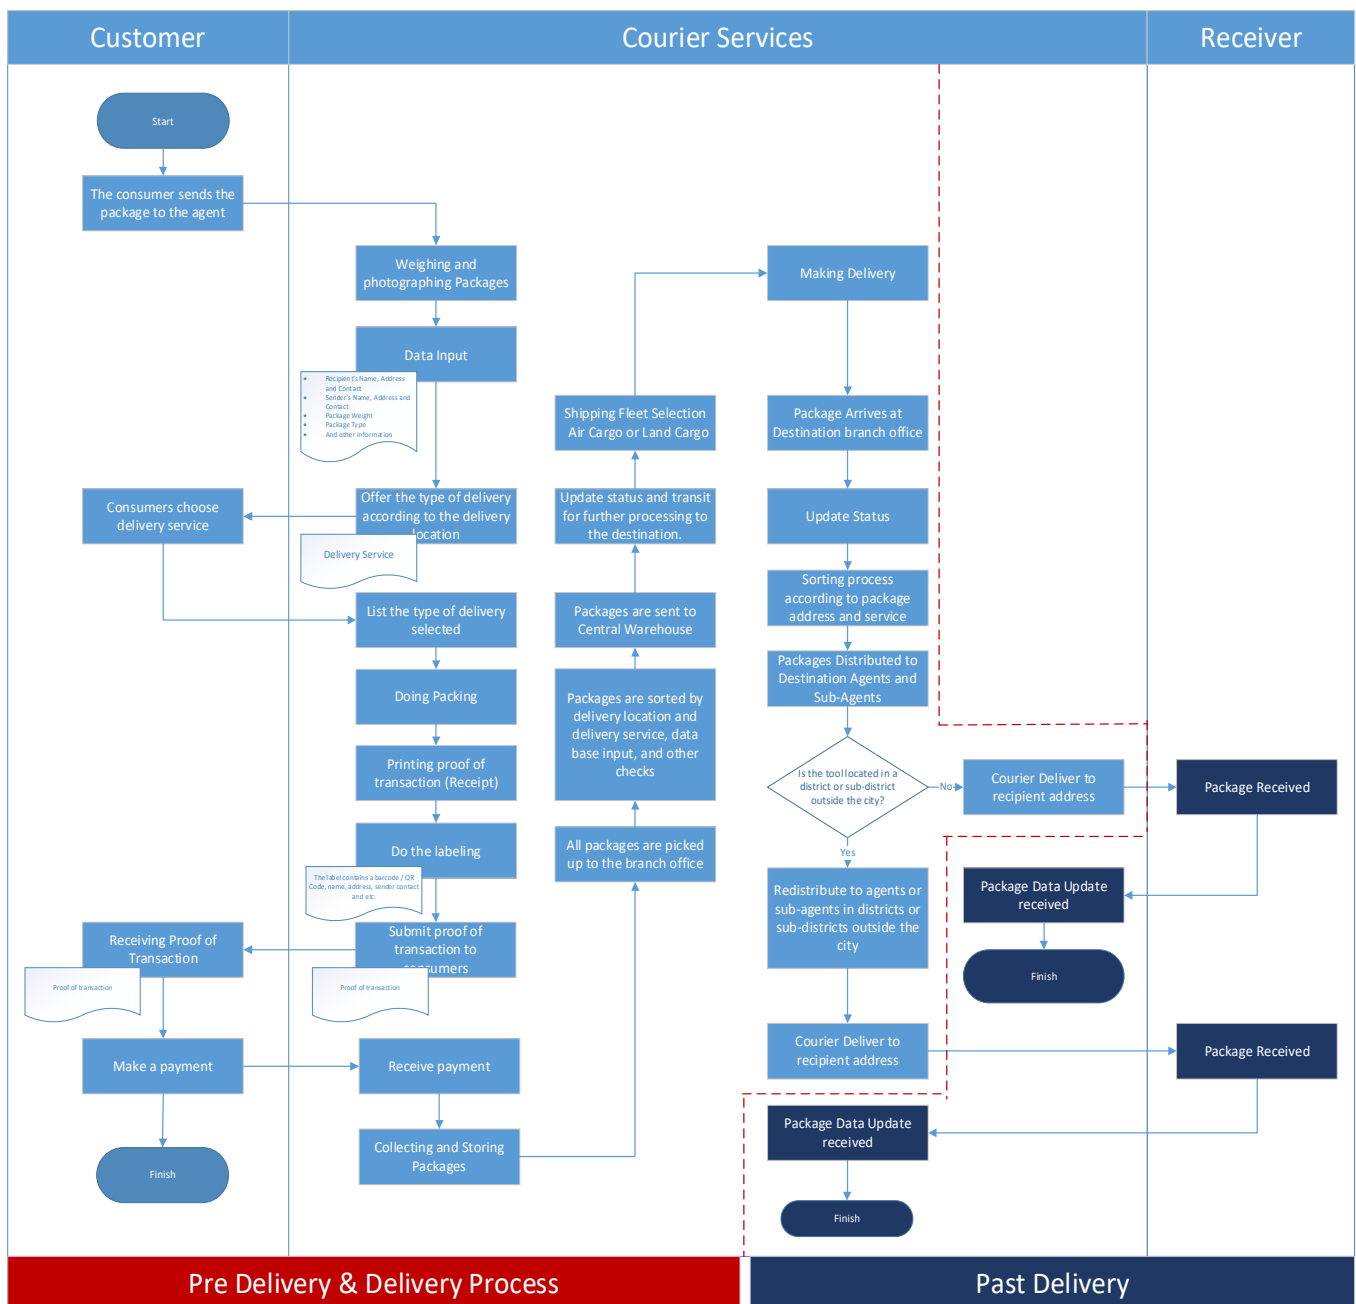 Customer
Courier Services
Receiver
Start
The consumer sends the
package to the agent
Weighing and
photographing Packages
Data Input
Recipient's Name, Address
and Contact
Sender's Name, Address and
Contact
Package Weight
Package Type
And other information
Offer the type of delivery
according to the delivery
location
Delivery Service
Consumers choose
delivery service
List the type of delivery
selected
Doing Packing
Printing proof of
transaction (Receipt)
Do the labeling
The label contains a barcode / QR
Code, name, address, sender contact
and etc.
Submit proof of
transaction to
consumers
Proof of transaction
Receiving Proof of
Transaction
Proof of transaction
Make a payment
Finish
Receive payment
Collecting and Storing
Packages
All packages are picked
up to the branch office
Packages are sorted by
delivery location and
delivery service, data
base input, and other
checks
Packages are sent to
Central Warehouse
Update status and transit
for further processing to
the destination.
Shipping Fleet Selection
Air Cargo or Land Cargo
Making Delivery
Package Arrives at
Destination branch office
Update Status
Sorting process
according to package
address and service
Packages Distributed to
Destination Agents and
Sub-Agents
Is the tool located in a
district or sub-district
outside the city?
No
Courier Deliver to
recipient address
Package Received
Package Data Update
received
Finish
Yes
Redistribute to agents or
sub-agents in districts or
sub-districts outside the
city
Courier Deliver to
recipient address
Package Received
Package Data Update
received
Finish
Pre Delivery & Delivery Process
Past Delivery